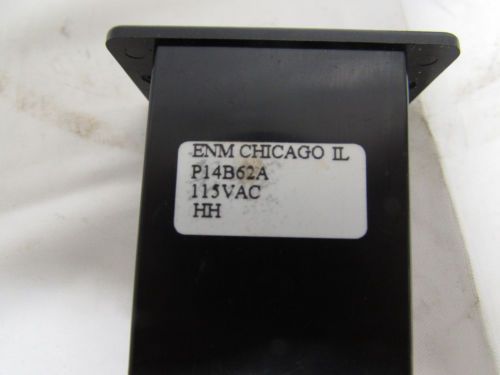 ENM CHICAGO IL
P14B62A
115VAC
HH